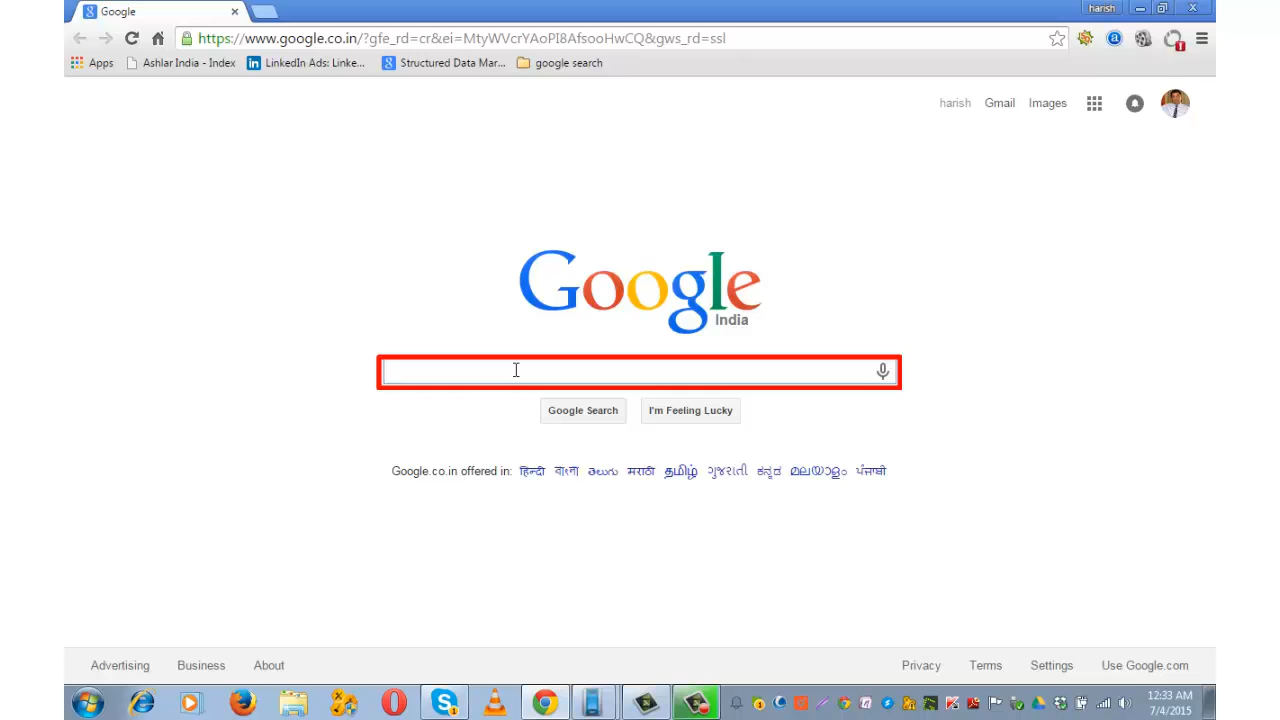 Google
harish
https://www.google.co.in/?gfe_rd=cr&ei=MtyWVcrYAoPI8AfsooHwCQ&gws_rd=ssl
Apps Ashlar India - Index LinkedIn Ads: Linke... Structured Data Mar... google search
harish Gmail Images
Google
India
Google Search I'm Feeling Lucky
Google.co.in offered in: हिन्दी বাংলা తెలుగు मराठी தமிழ் ગુજરાતી ಕನ್ನಡ മലയാളം ਪੰਜਾਬੀ
Advertising Business About Privacy Terms Settings Use Google.com
12:33 AM
7/4/2015